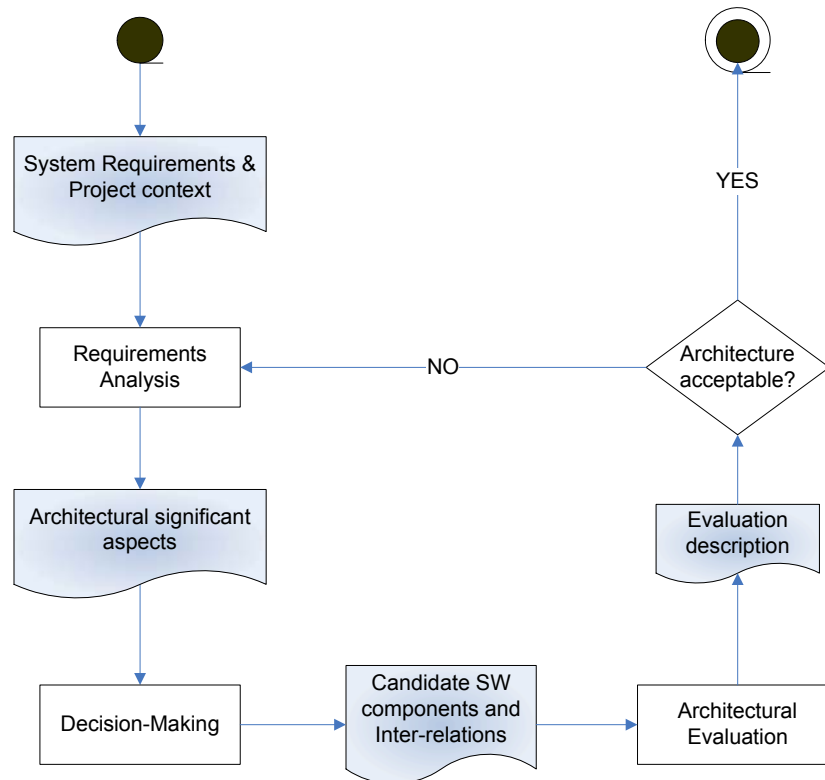 System Requirements &
Project context
YES
Requirements
Analysis
NO
Architecture
acceptable?
Architectural significant
aspects
Evaluation
description
Decision-Making
Candidate SW
components and
Inter-relations
Architectural
Evaluation